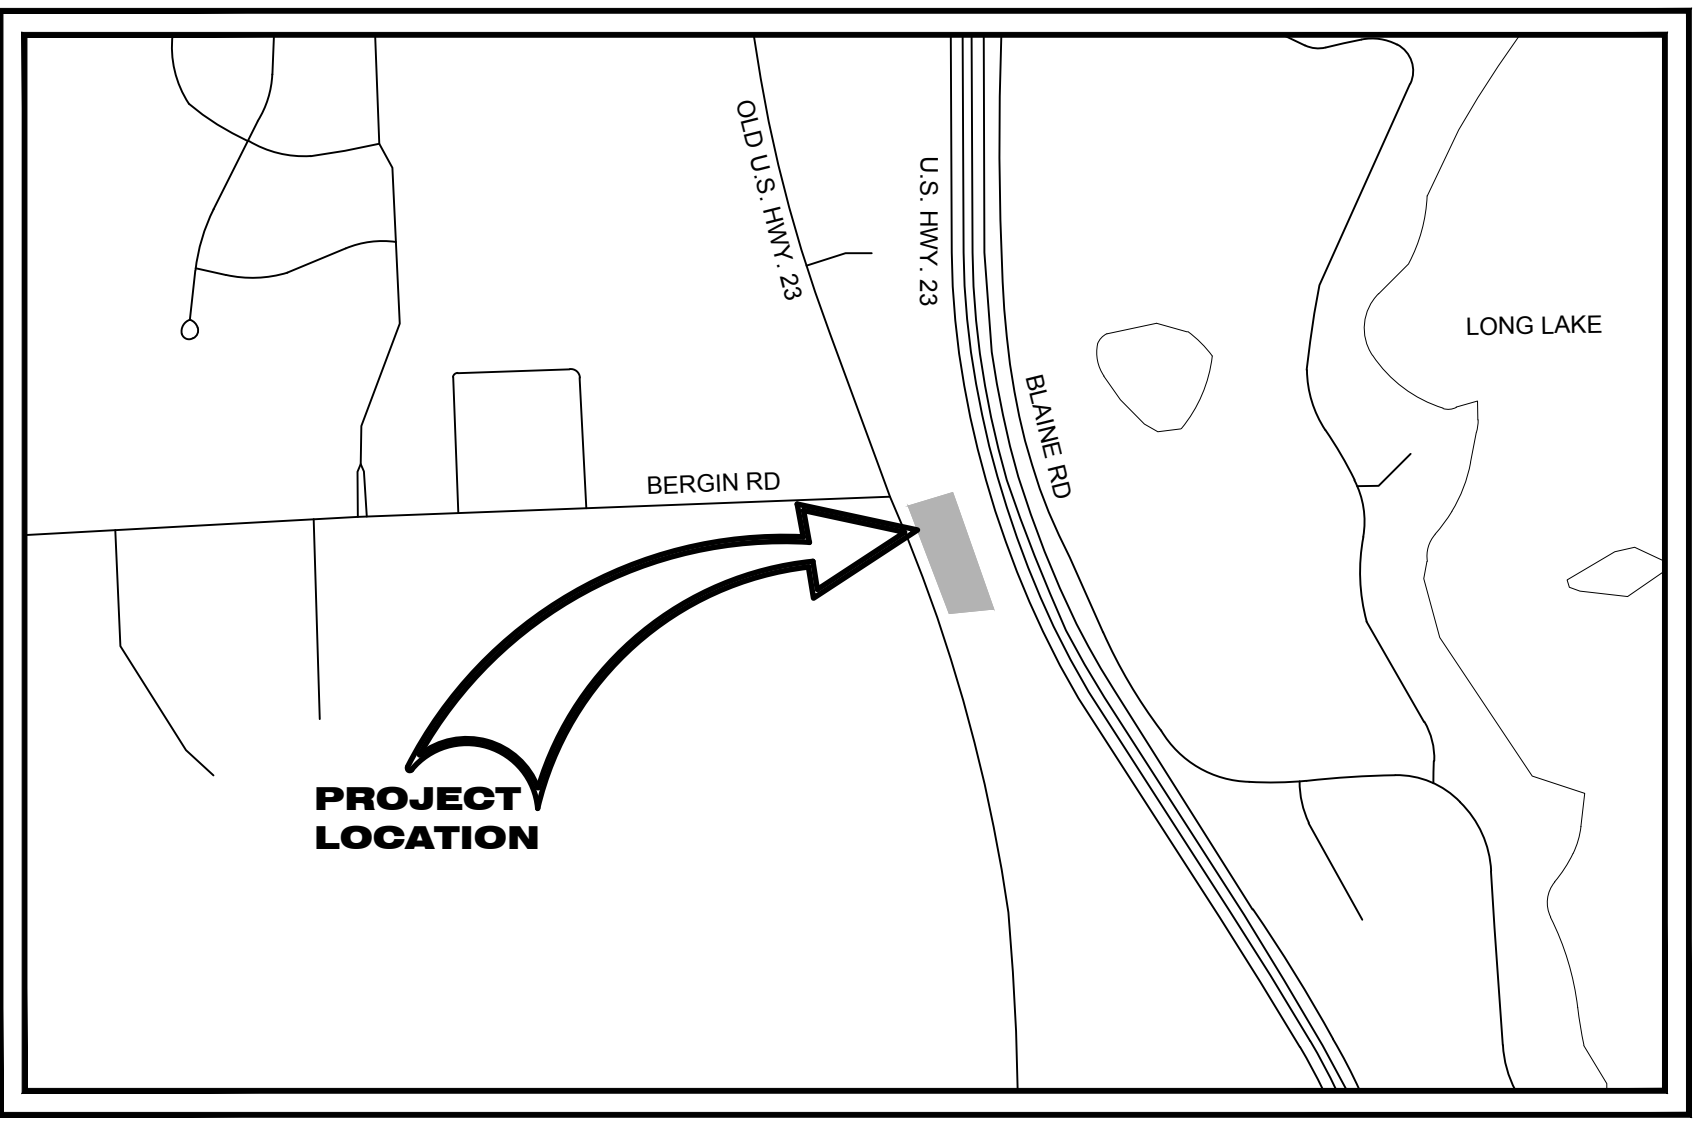 OLD U.S. HWY. 23
U.S. HWY. 23
LONG LAKE
BLAINE RD
BERGIN RD
PROJECT
LOCATION